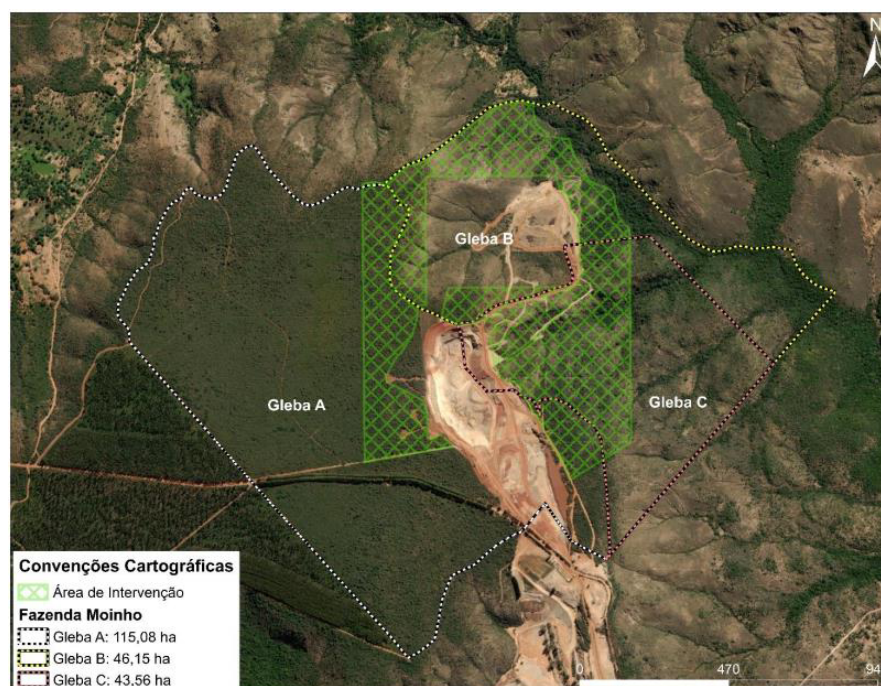 N
Gleba B
Gleba A
Gleba C
Convenções Cartográficas
Área de Intervenção
Fazenda Moinho
Gleba A: 115,08 ha
Gleba B: 46,15 ha
Gleba C: 43,56 ha
0 470